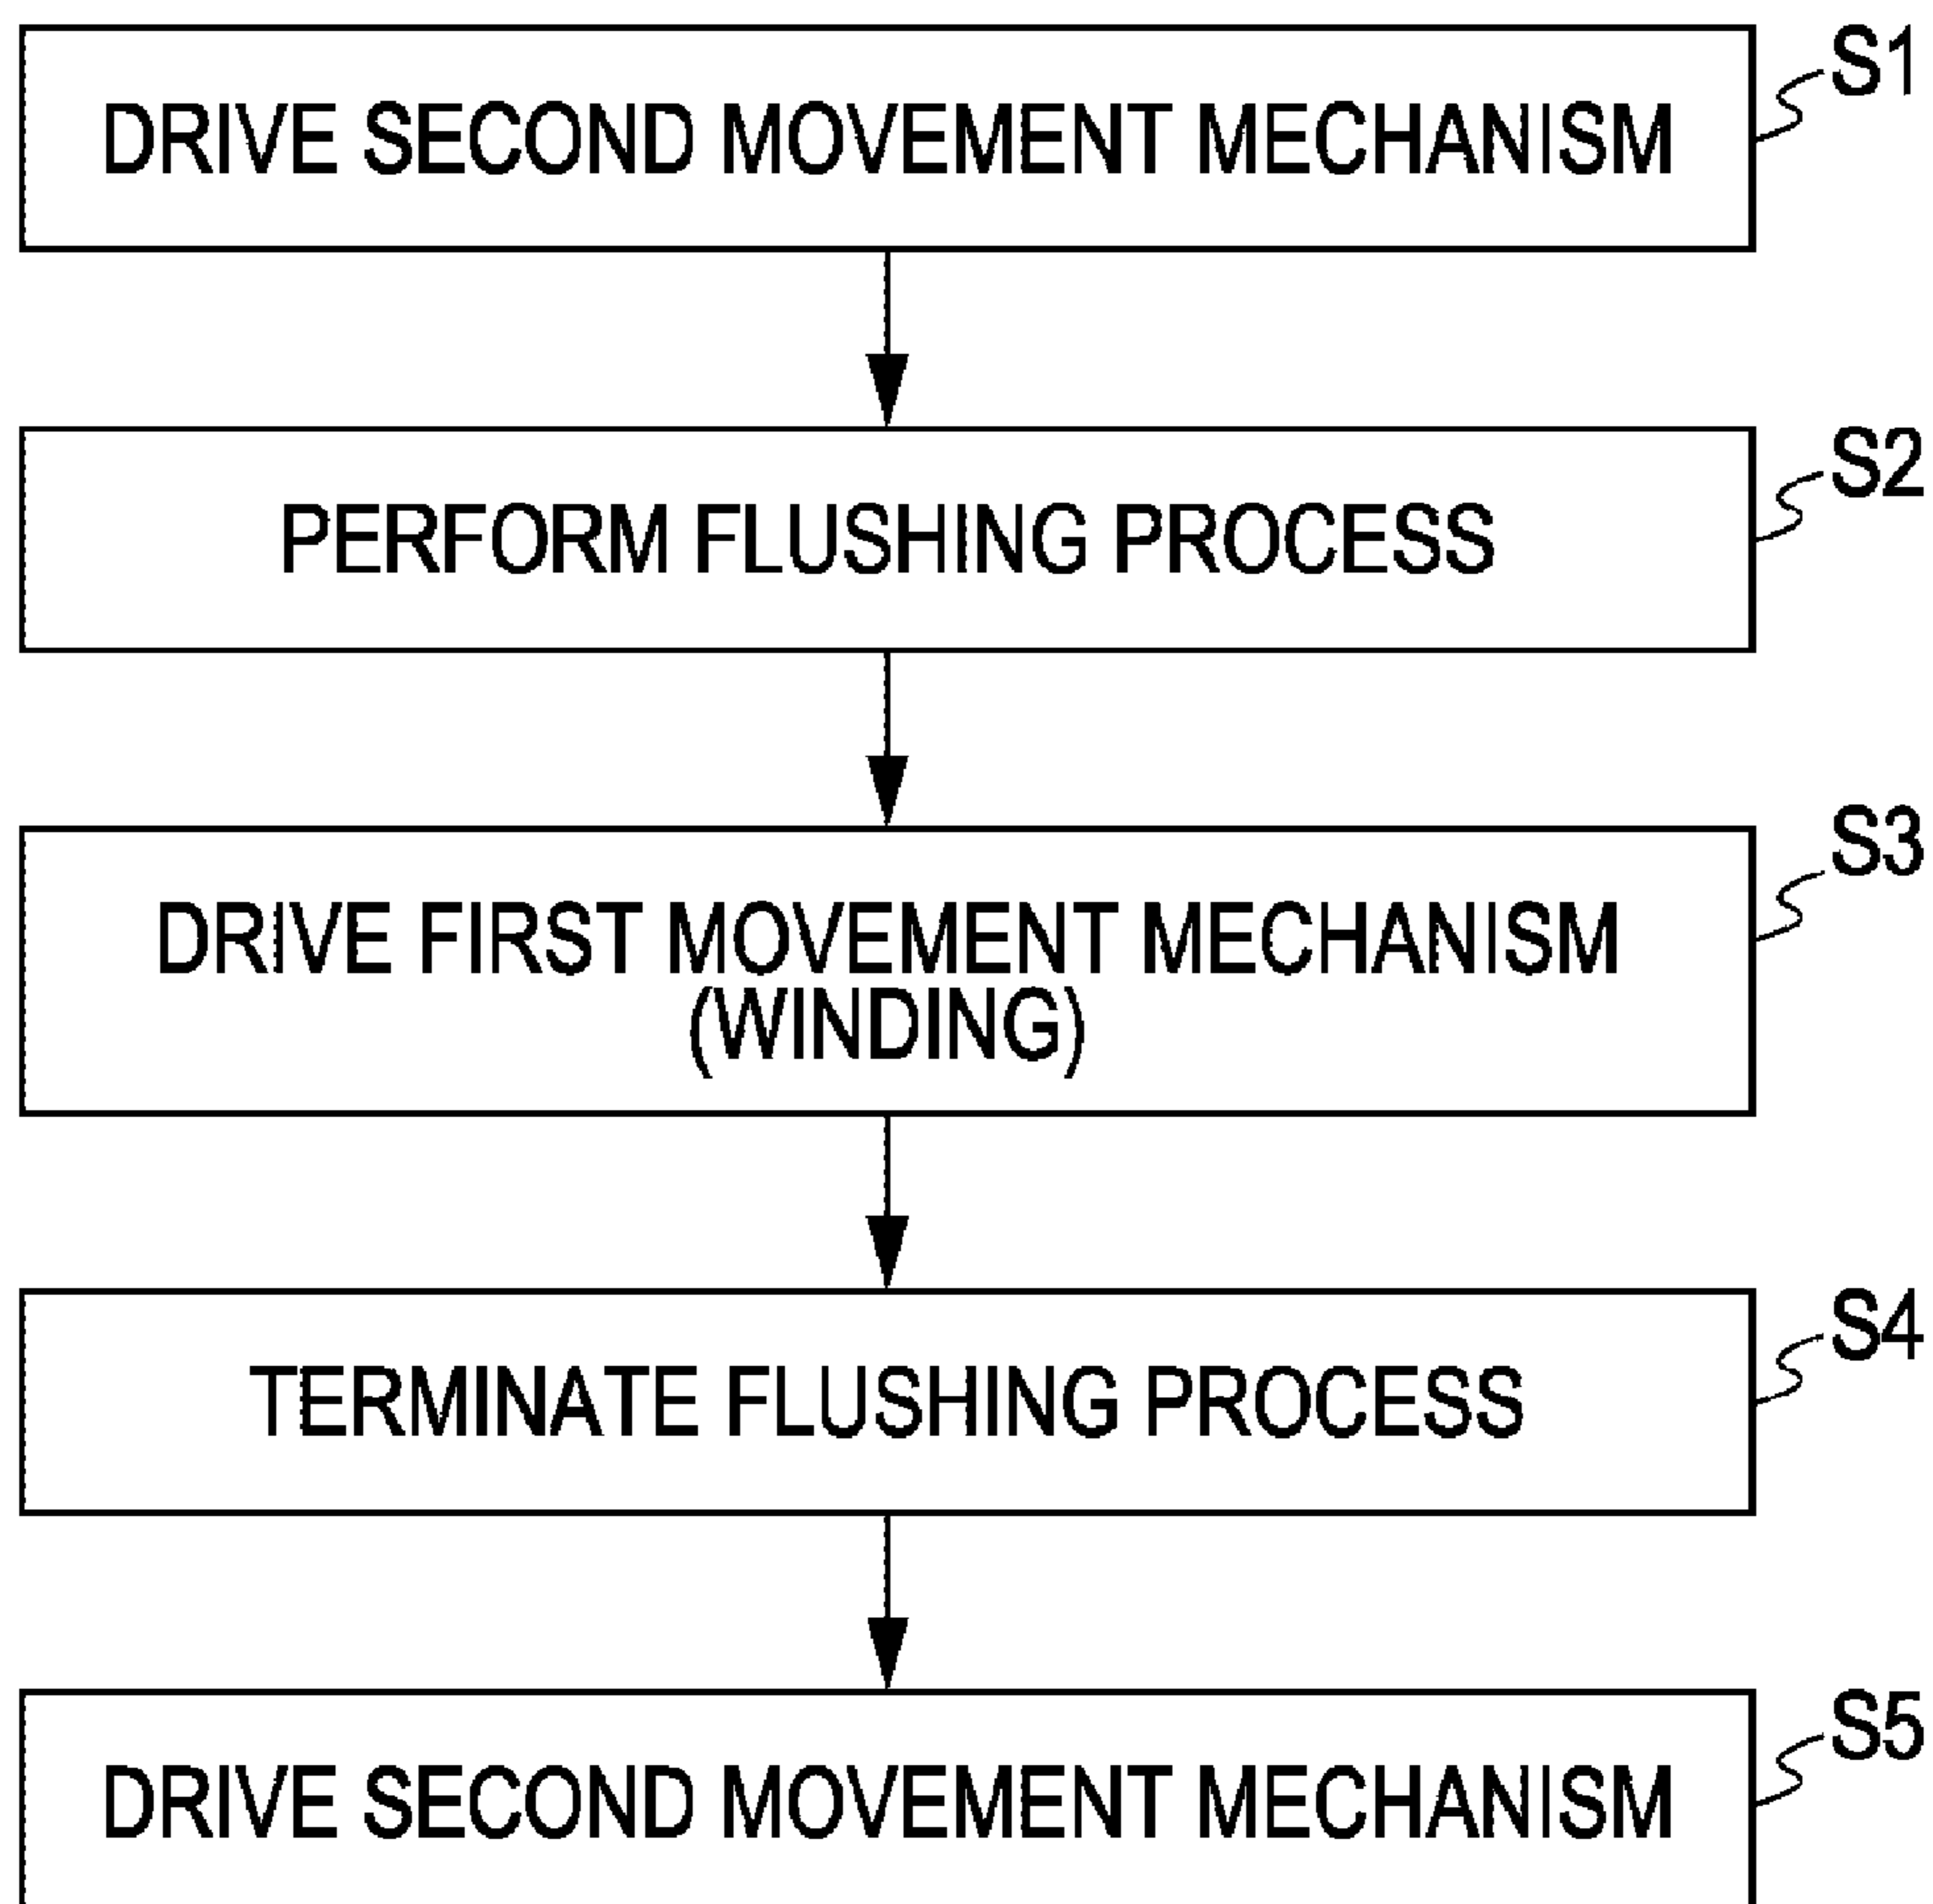 DRIVE SECOND MOVEMENT MECHANISM
S1
PERFORM FLUSHING PROCESS
S2
DRIVE FIRST MOVEMENT MECHANISM
(WINDING)
S3
TERMINATE FLUSHING PROCESS
S4
DRIVE SECOND MOVEMENT MECHANISM
S5